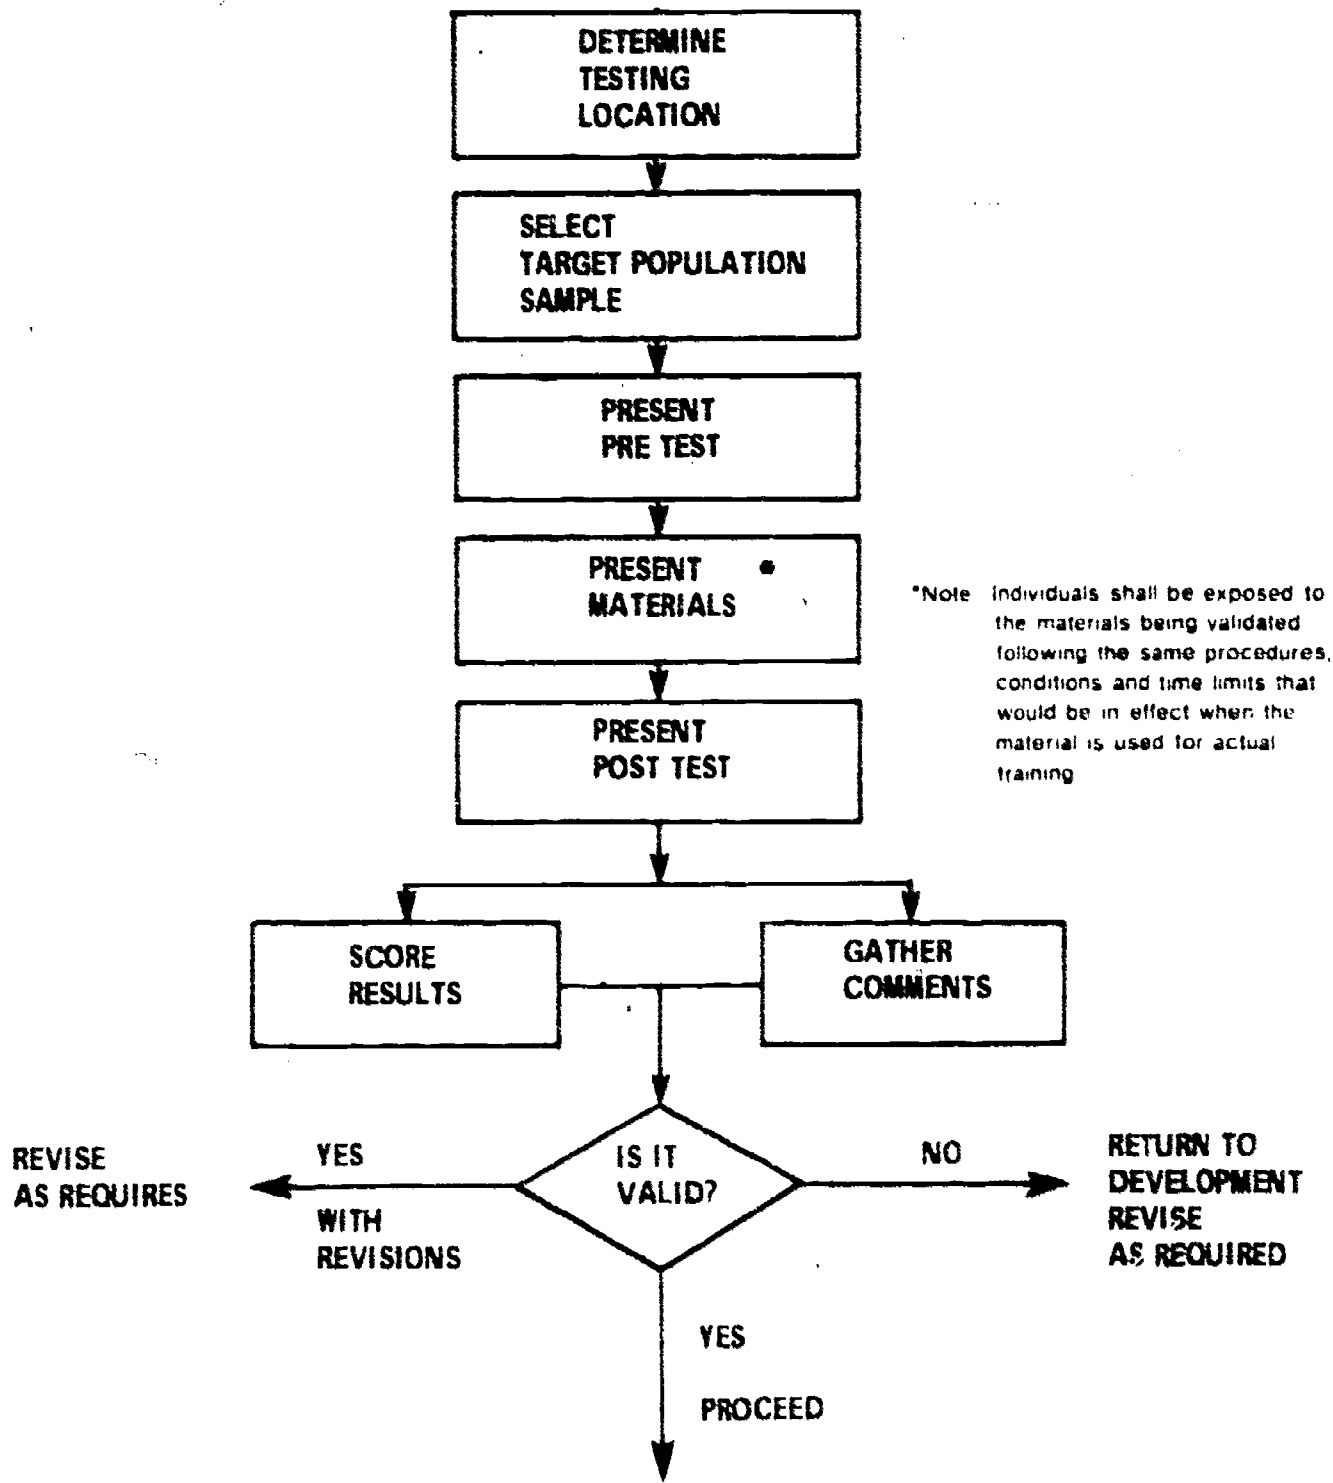 DETERMINE
TESTING
LOCATION
SELECT
TARGET POPULATION
SAMPLE
PRESENT
PRE TEST
PRESENT *
MATERIALS
*Note Individuals shall be exposed to
the materials being validated
following the same procedures,
conditions and time limits that
would be in effect when the
material is used for actual
training
PRESENT
POST TEST
SCORE
RESULTS
GATHER
COMMENTS
IS IT
VALID?
YES
WITH
REVISIONS
REVISE
AS REQUIRES
NO
RETURN TO
DEVELOPMENT
REVISE
AS REQUIRED
YES
PROCEED